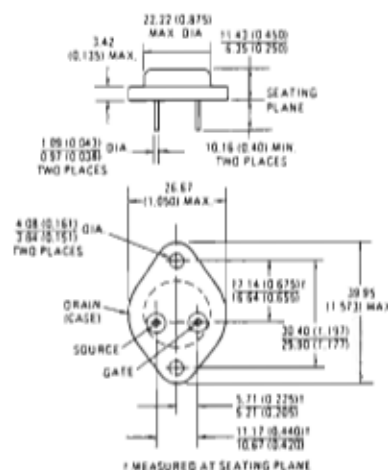 22.22 (0.875)
MAX. DIA
11.43 (0.450)
6.35 (0.250)
3.42
(0.135) MAX.
SEATING
PLANE
1.09 (0.043)
0.97 (0.038) DIA
TWO PLACES
10.16 (0.40) MIN.
TWO PLACES
26.67
(1.050) MAX.
4.08 (0.161)
3.84 (0.151) DIA.
TWO PLACES
DRAIN
(CASE)
17.14 (0.675)†
16.64 (0.655)
39.95
(1.573) MAX
30.40 (1.197)
29.90 (1.177)
SOURCE
GATE
5.71 (0.225)†
5.21 (0.205)
11.17 (0.440)†
10.67 (0.420)
† MEASURED AT SEATING PLANE